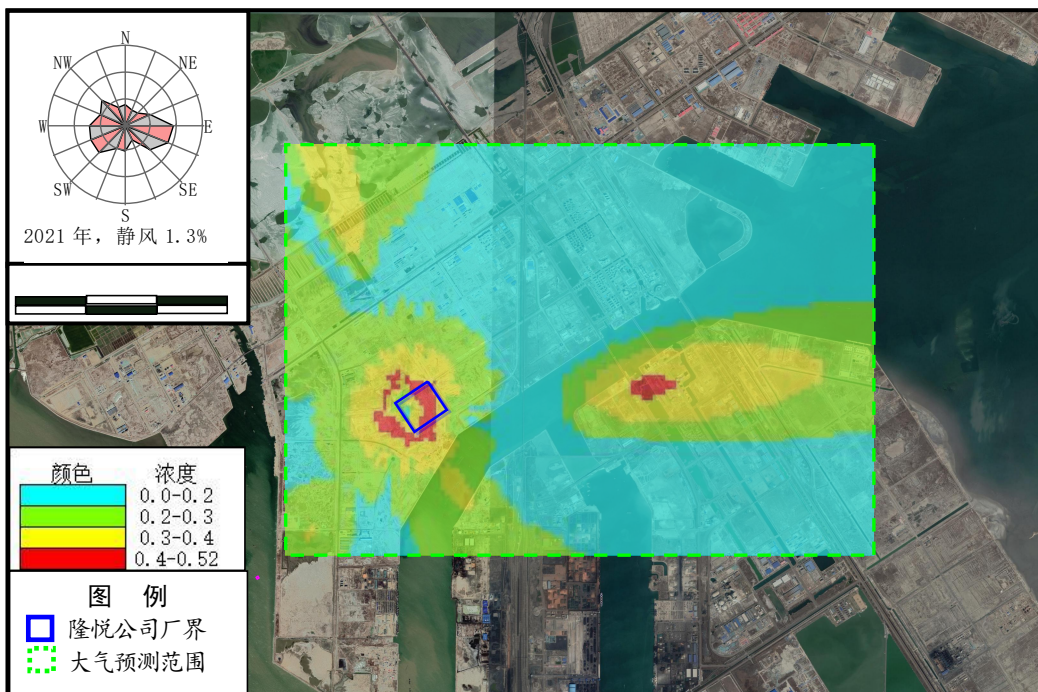 N
NW
NE
W
E
SW
SE
S
2021 年，静风 1.3%
颜色 浓度
0.0-0.2
0.2-0.3
0.3-0.4
0.4-0.52
图 例
隆悦公司厂界
大气预测范围